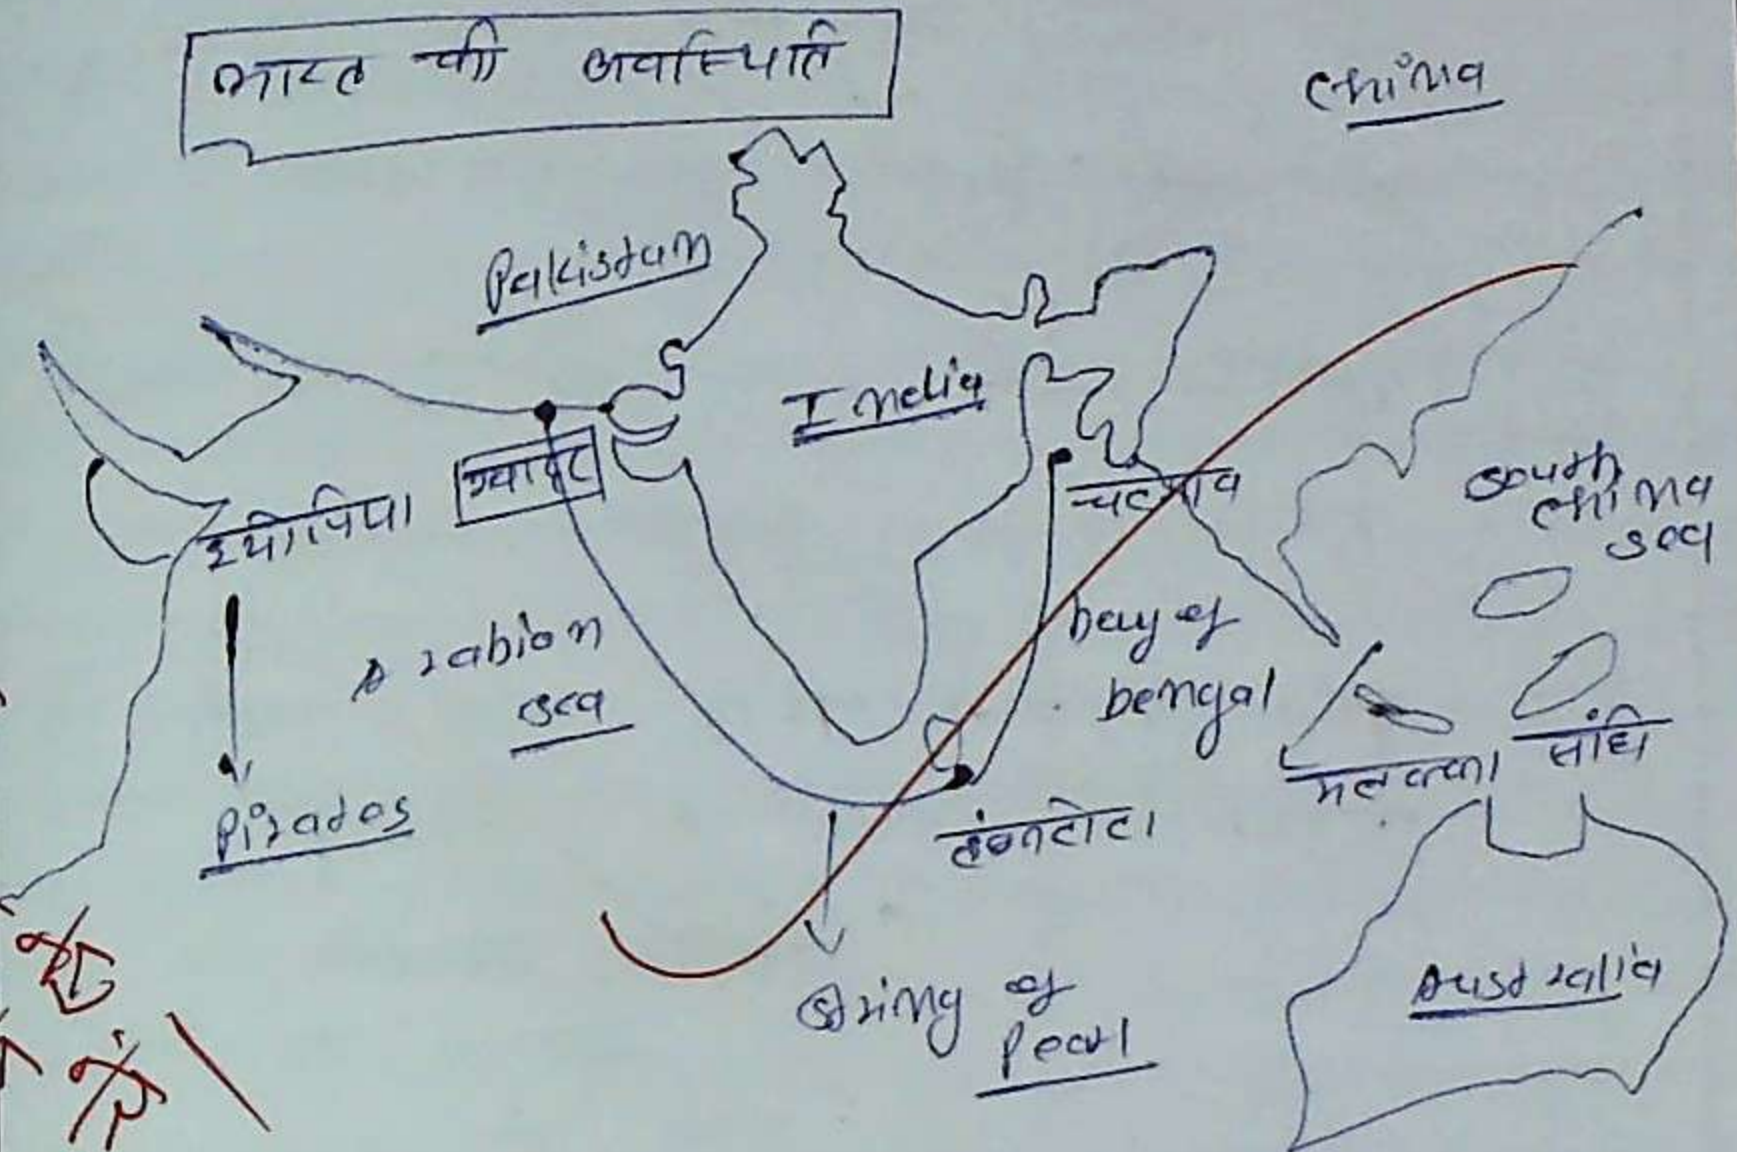 भारत की अवस्थिति
China
Pakistan
India
ग्वादर
चटगांव
South
China
Sea
इथोपिया
Arabion
Sea
bay of
bengal
Pirates
मलक्का संधि
हंबनटोटा
String of
Pearl
Australia